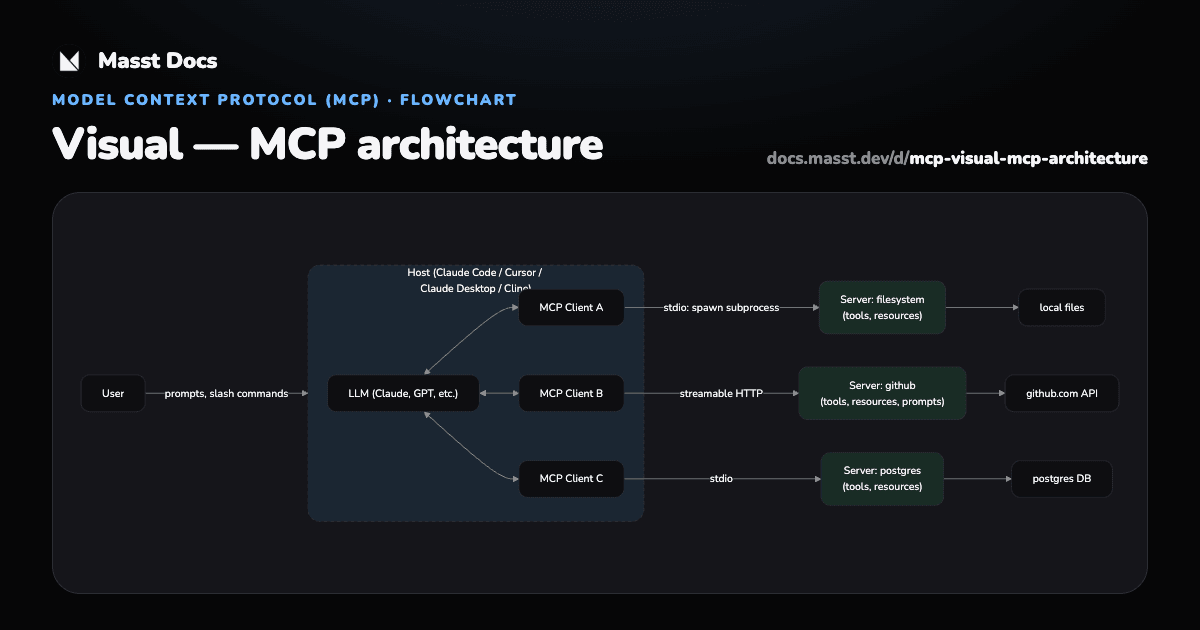 Masst Docs
MODEL CONTEXT PROTOCOL (MCP) · FLOWCHART
Visual — MCP architecture
docs.masst.dev/d/mcp-visual-mcp-architecture
Host (Claude Code / Cursor /
Claude Desktop / Cline)
MCP Client A
stdio: spawn subprocess
Server: filesystem
(tools, resources)
local files
User
prompts, slash commands
LLM (Claude, GPT, etc.)
MCP Client B
streamable HTTP
Server: github
(tools, resources, prompts)
github.com API
MCP Client C
stdio
Server: postgres
(tools, resources)
postgres DB